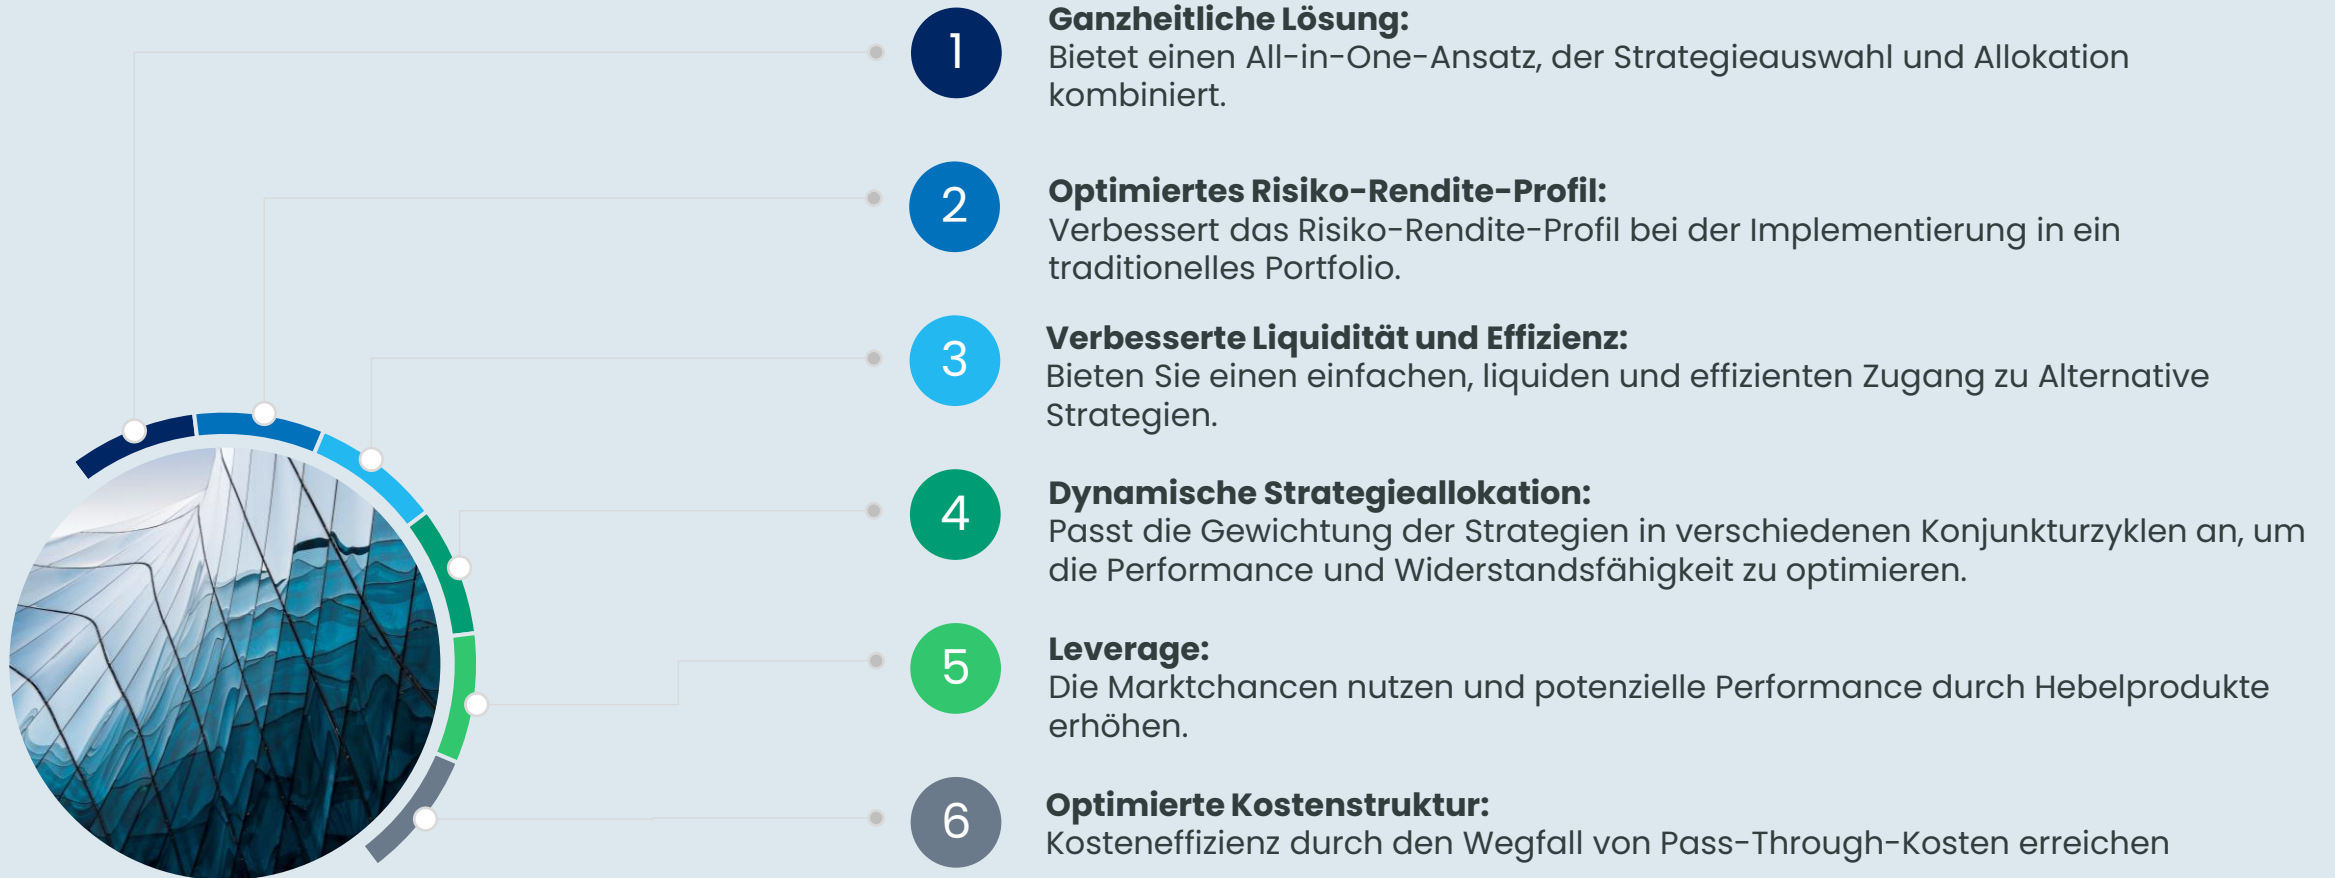 1
Ganzheitliche Lösung:
Bietet einen All-in-One-Ansatz, der Strategieauswahl und Allokation
kombiniert.
2
Optimiertes Risiko-Rendite-Profil:
Verbessert das Risiko-Rendite-Profil bei der Implementierung in ein
traditionelles Portfolio.
3
Verbesserte Liquidität und Effizienz:
Bieten Sie einen einfachen, liquiden und effizienten Zugang zu Alternative
Strategien.
4
Dynamische Strategieallokation:
Passt die Gewichtung der Strategien in verschiedenen Konjunkturzyklen an, um
die Performance und Widerstandsfähigkeit zu optimieren.
5
Leverage:
Die Marktchancen nutzen und potenzielle Performance durch Hebelprodukte
erhöhen.
6
Optimierte Kostenstruktur:
Kosteneffizienz durch den Wegfall von Pass-Through-Kosten erreichen